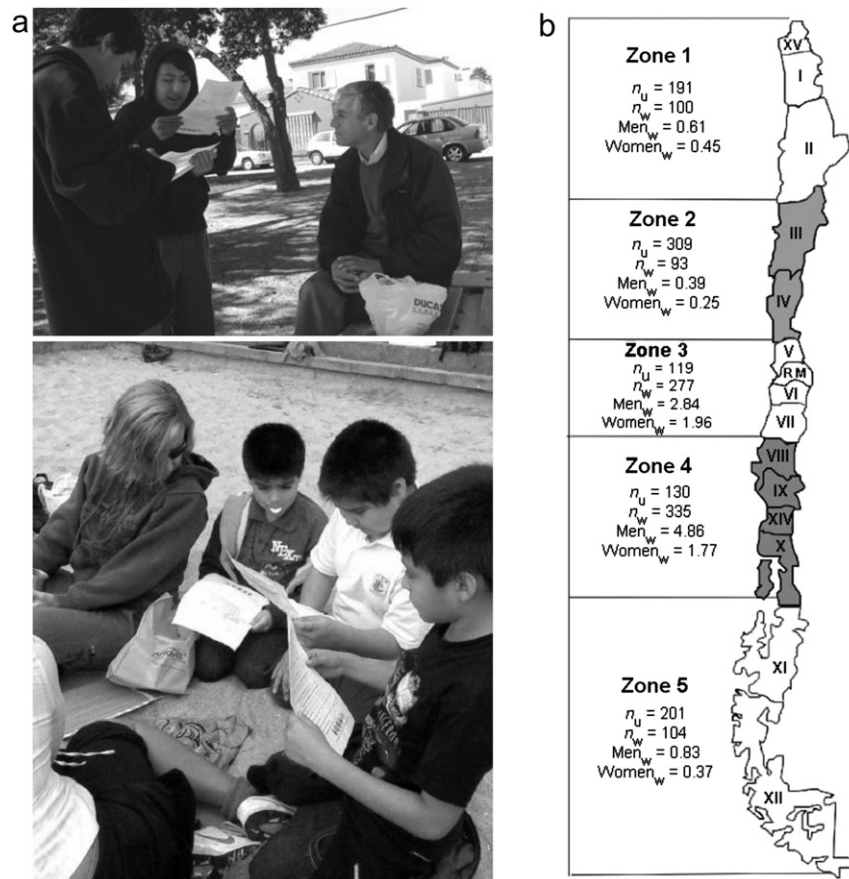 a
DUCAS
NEXT
b
Zone 1
n_u = 191
n_w = 100
Men_w = 0.61
Women_w = 0.45
XV
I
II
Zone 2
n_u = 309
n_w = 93
Men_w = 0.39
Women_w = 0.25
III
IV
Zone 3
n_u = 119
n_w = 277
Men_w = 2.84
Women_w = 1.96
V
RM
VI
VII
Zone 4
n_u = 130
n_w = 335
Men_w = 4.86
Women_w = 1.77
VIII
IX
XIV
X
Zone 5
n_u = 201
n_w = 104
Men_w = 0.83
Women_w = 0.37
XI
XII